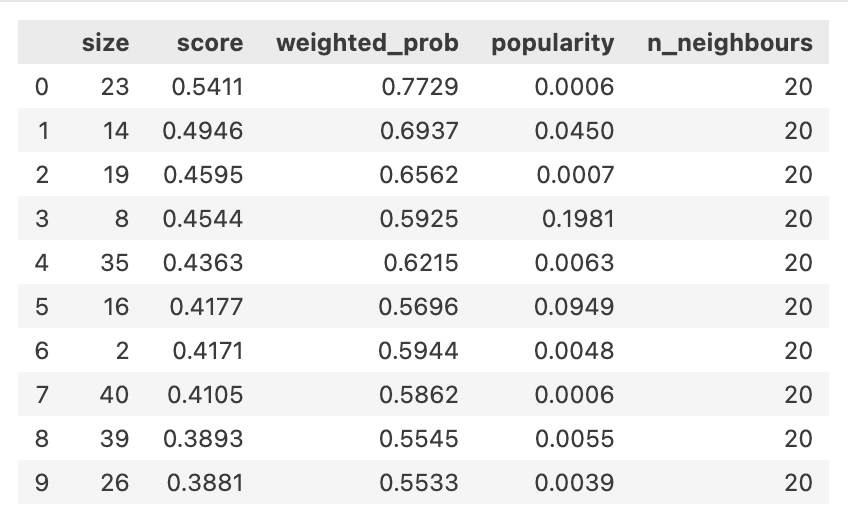 size score weighted_prob popularity n_neighbours
0 23 0.5411 0.7729 0.0006 20
1 14 0.4946 0.6937 0.0450 20
2 19 0.4595 0.6562 0.0007 20
3 8 0.4544 0.5925 0.1981 20
4 35 0.4363 0.6215 0.0063 20
5 16 0.4177 0.5696 0.0949 20
6 2 0.4171 0.5944 0.0048 20
7 40 0.4105 0.5862 0.0006 20
8 39 0.3893 0.5545 0.0055 20
9 26 0.3881 0.5533 0.0039 20